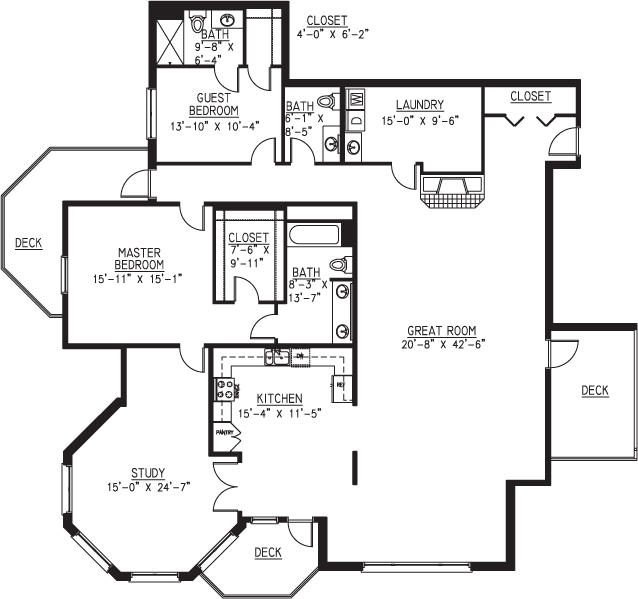 BATH
9'-8" X
6'-4"
CLOSET
4'-0" X 6'-2"
GUEST
BEDROOM
13'-10" X 10'-4"
BATH
6'-1" X
8'-5"
W
D
LAUNDRY
15'-0" X 9'-6"
CLOSET
DECK
MASTER
BEDROOM
15'-11" X 15'-1"
CLOSET
7'-6" X
9'-11"
BATH
8'-3" X
13'-7"
GREAT ROOM
20'-8" X 42'-6"
DECK
DW
RANGE
REF
KITCHEN
15'-4" X 11'-5"
PANTRY
STUDY
15'-0" X 24'-7"
DECK